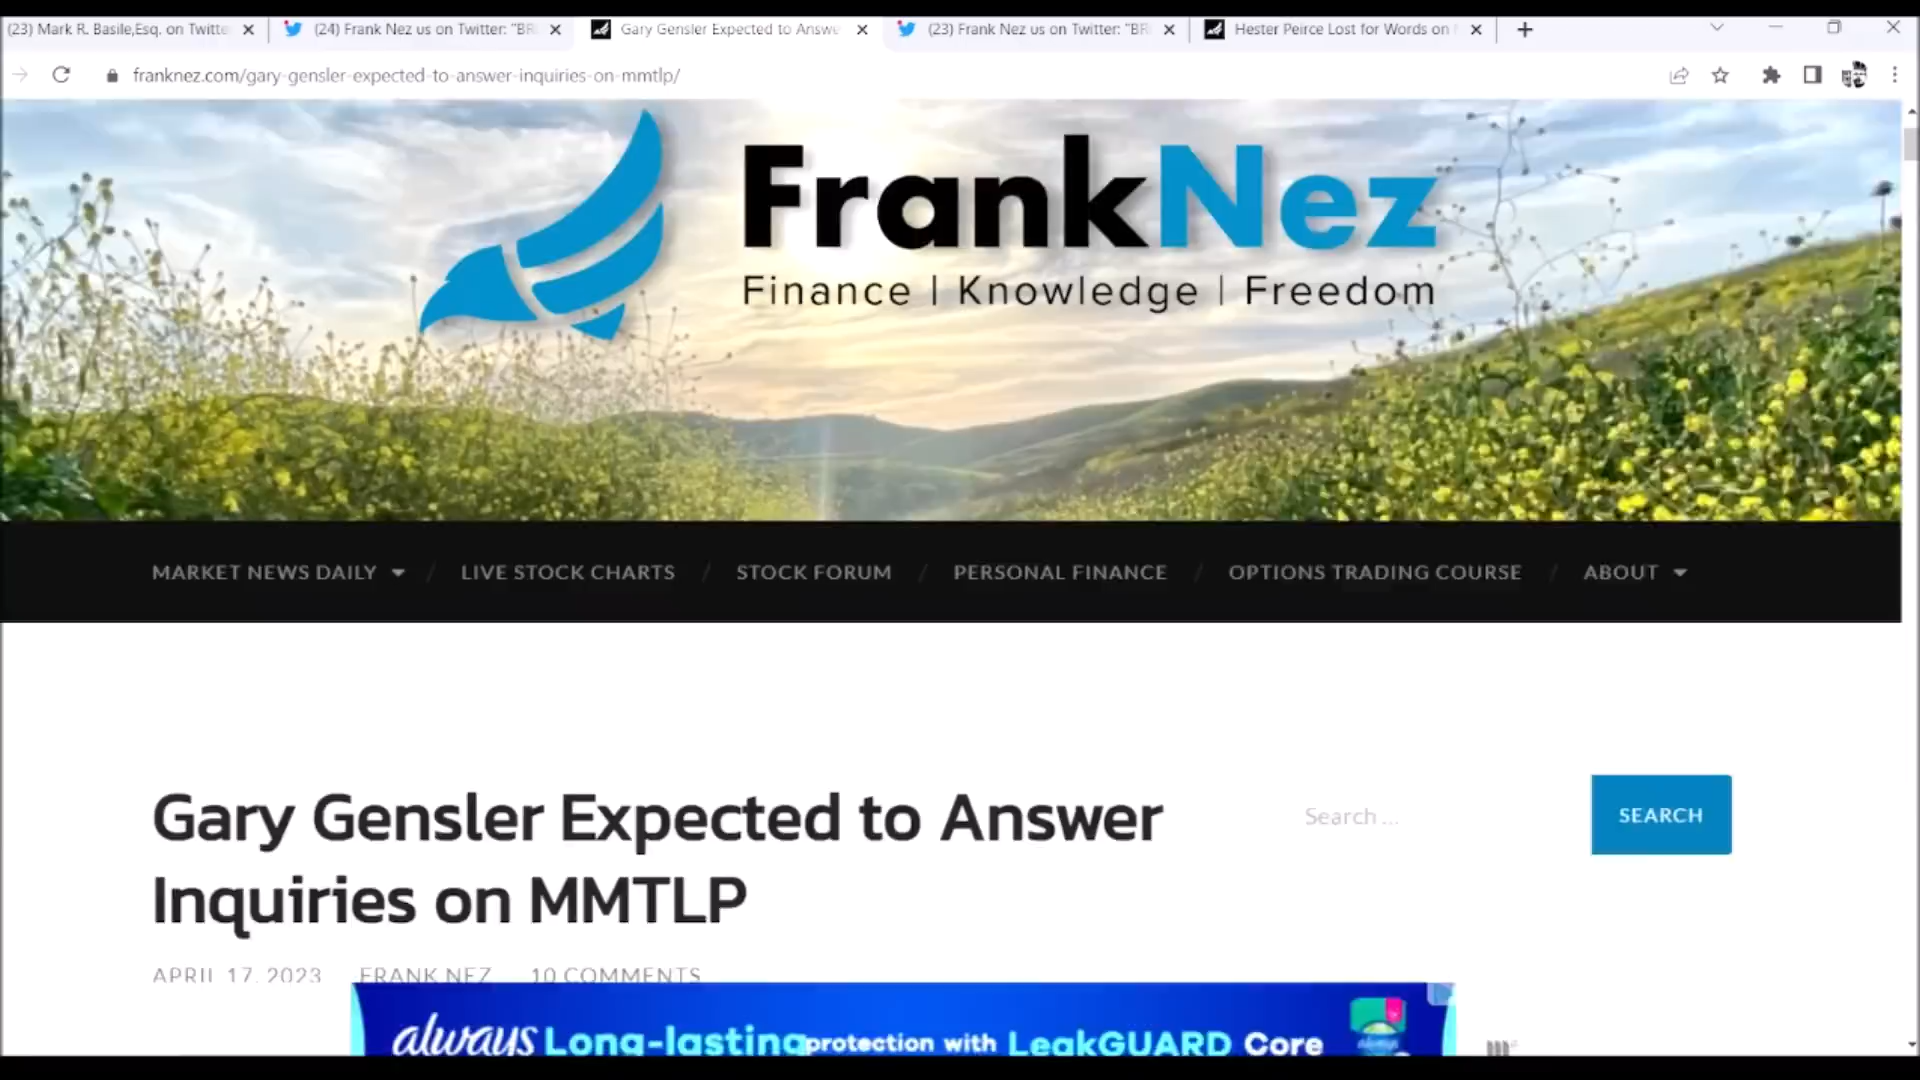 (23) Mark R. Basile,Esq. on Twitte
(24) Frank Nez us on Twitter: "BR
Gary Gensler Expected to Answe
(23) Frank Nez us on Twitter: "BR
Hester Peirce Lost for Words on
franknez.com/gary-gensler-expected-to-answer-inquiries-on-mmtlp/
FrankNez
Finance | Knowledge | Freedom
MARKET NEWS DAILY / LIVE STOCK CHARTS / STOCK FORUM / PERSONAL FINANCE / OPTIONS TRADING COURSE / ABOUT
Gary Gensler Expected to Answer
Inquiries on MMTLP
Search ...
SEARCH
APRIL 17, 2023 FRANK NEZ 10 COMMENTS
always Long-lasting protection with LeakGUARD Core
always